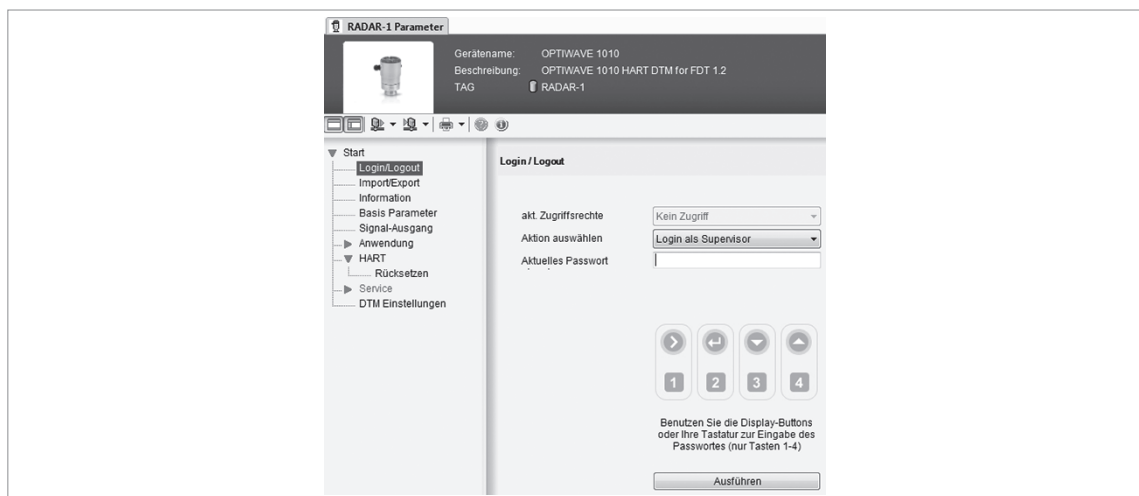 RADAR-1 Parameter
Gerätename: OPTIWAVE 1010
Beschreibung: OPTIWAVE 1010 HART DTM for FDT 1.2
TAG RADAR-1
Start
Login/Logout
Import/Export
Information
Basis Parameter
Signal-Ausgang
Anwendung
HART
Rücksetzen
Service
DTM Einstellungen
Login / Logout
akt. Zugriffsrechte Kein Zugriff
Aktion auswählen Login als Supervisor
Aktuelles Passwort
1 2 3 4
Benutzen Sie die Display-Buttons
oder Ihre Tastatur zur Eingabe des
Passwortes (nur Tasten 1-4)
Ausführen